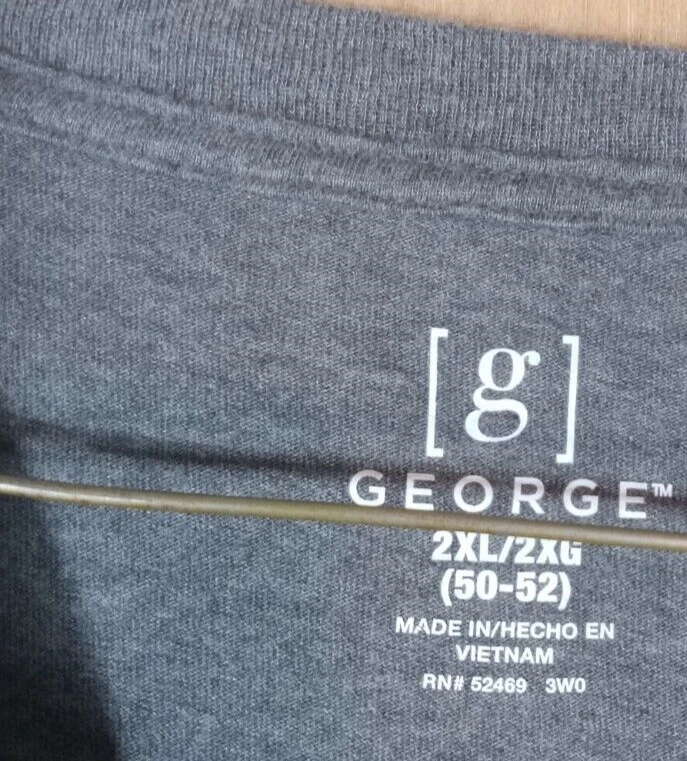 [g]
GEORGE™
2XL/2XG
(50-52)
MADE IN/HECHO EN
VIETNAM
RN# 52469 3W0